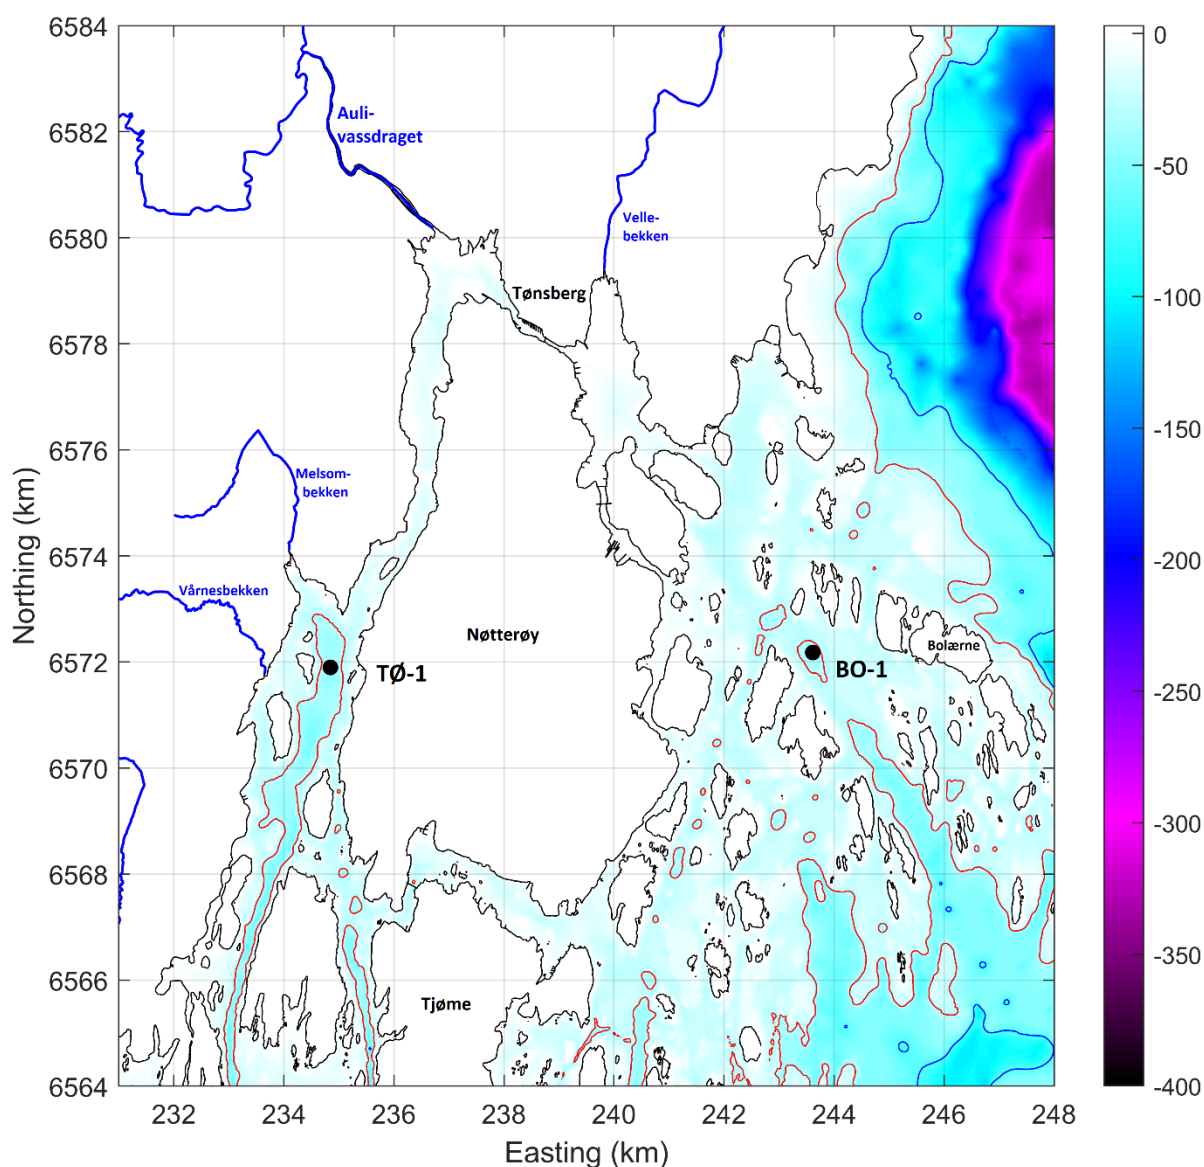 6584
6582
6580
6578
6576
6574
6572
6570
6568
6566
6564
Northing (km)
232
234
236
238
240
242
244
246
248
Easting (km)
Auli-
vassdraget
Velle-
bekken
Tønsberg
Melsom-
bekken
Vårnesbekken
Nøtterøy
Bolærne
TØ-1
BO-1
Tjøme
0
-50
-100
-150
-200
-250
-300
-350
-400